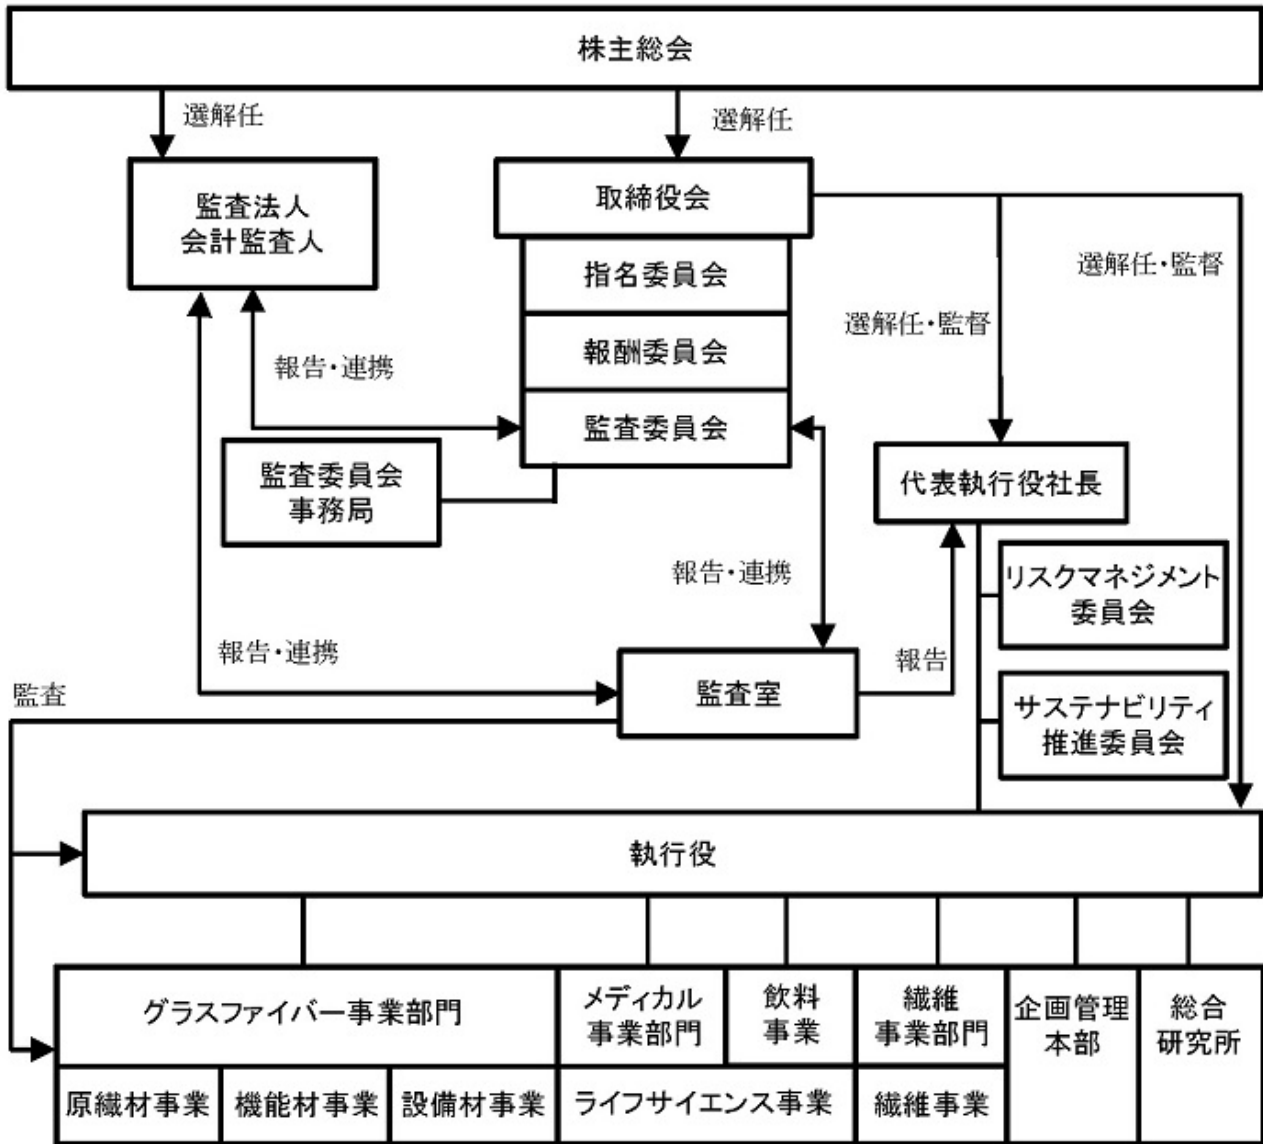 株主総会
選解任
選解任
監査法人
会計監査人
取締役会
指名委員会
報酬委員会
監査委員会
選解任・監督
選解任・監督
報告・連携
監査委員会
事務局
代表執行役社長
リスクマネジメント
委員会
報告・連携
報告・連携
監査室
報告
サステナビリティ
推進委員会
監査
執行役
グラスファイバー事業部門
メディカル
事業部門
飲料
事業
繊維
事業部門
企画管理
本部
総合
研究所
原繊材事業
機能材事業
設備材事業
ライフサイエンス事業
繊維事業